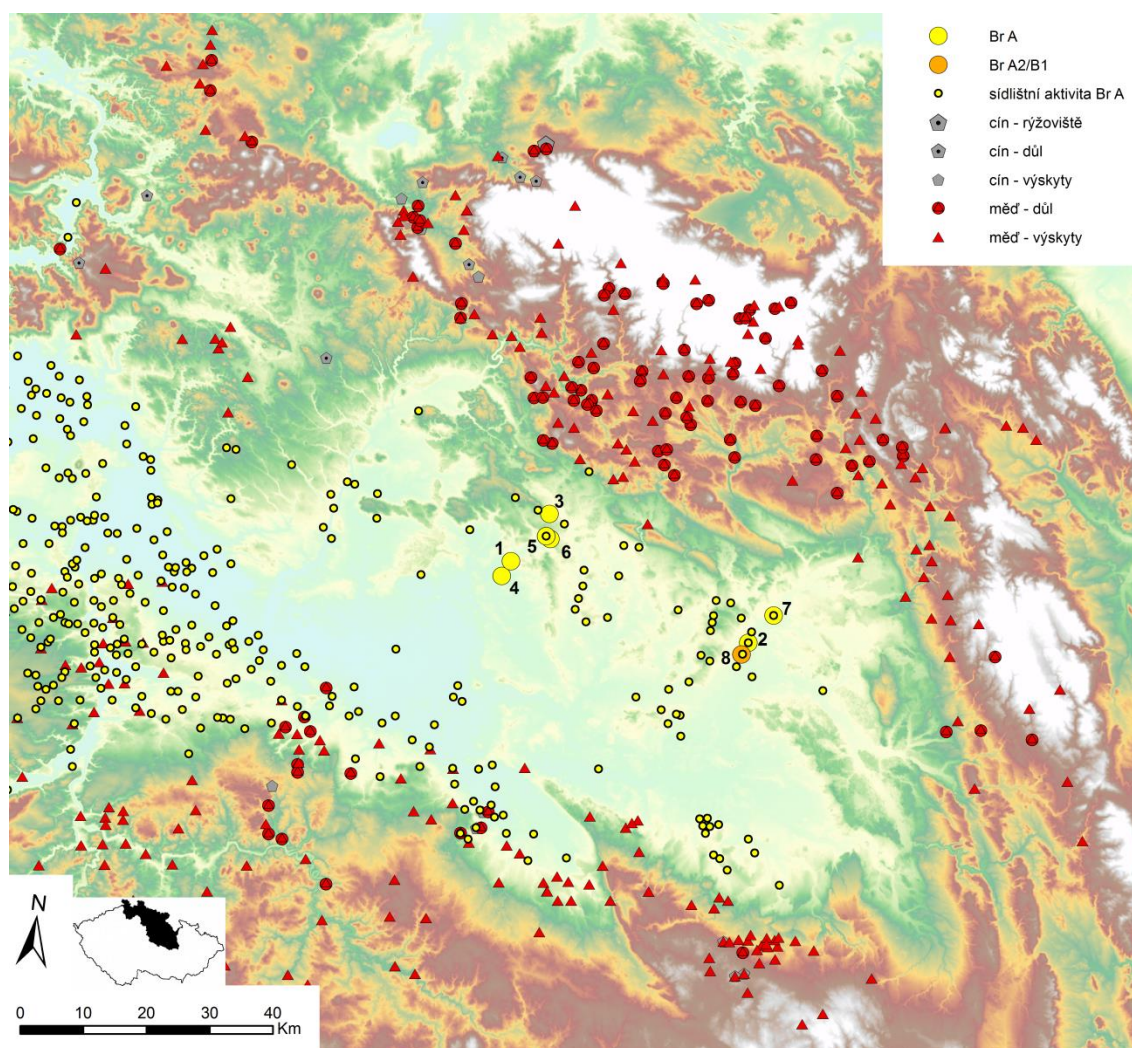 Br A
Br A2/B1
sídlištní aktivita Br A
cín - rýžoviště
cín - důl
cín - výskyty
měď - důl
měď - výskyty
3
5
6
1
4
7
2
8
N
0 10 20 30 40
Km